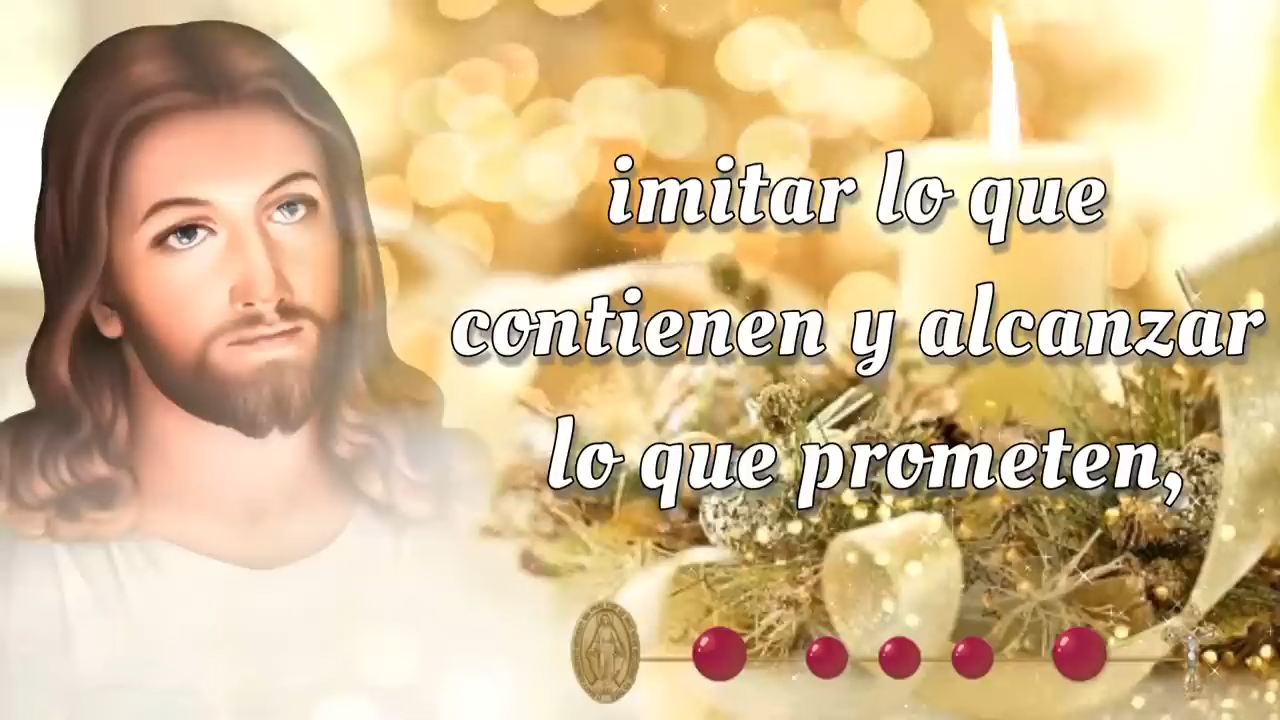 imitar lo que
contienen y alcanzar
lo que prometen,